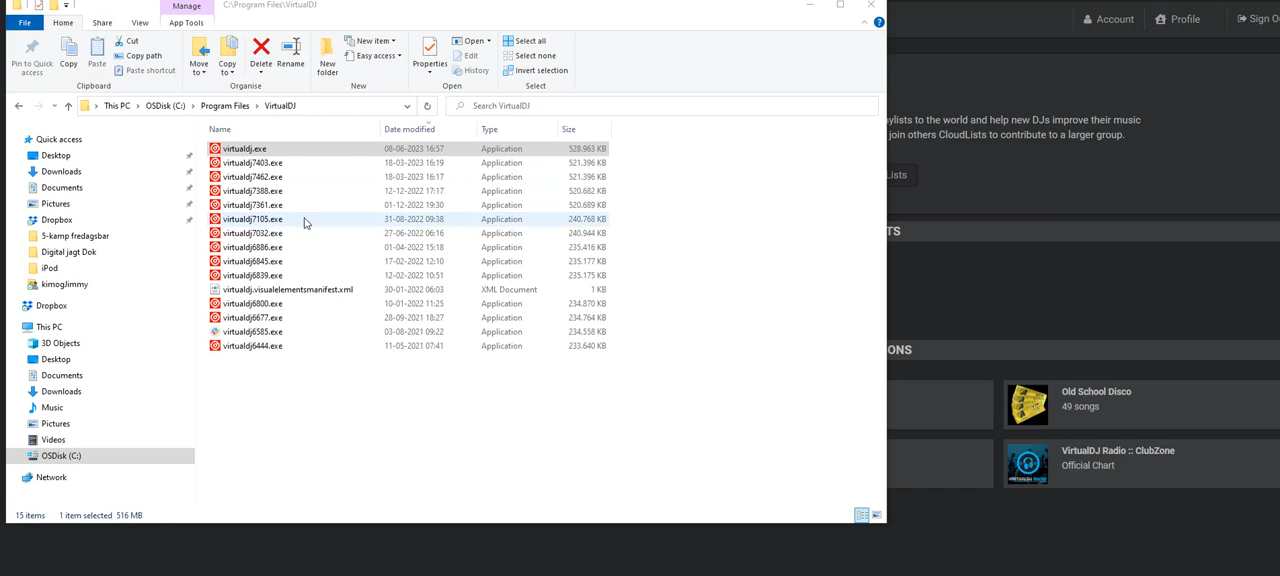 Manage
C:\Program Files\VirtualDJ
File Home Share View App Tools
Pin to Quick access
Copy
Paste
Cut
Copy path
Paste shortcut
Clipboard
Move to
Copy to
Delete
Rename
Organise
New folder
New item
Easy access
New
Properties
Open
Edit
History
Open
Select all
Select none
Invert selection
Select
This PC > OSDisk (C:) > Program Files > VirtualDJ
Search VirtualDJ
Quick access
Desktop
Downloads
Documents
Pictures
Dropbox
5-kamp fredagsbar
Digital jagt Dok
iPod
kimogJimmy
Dropbox
This PC
3D Objects
Desktop
Documents
Downloads
Music
Pictures
Videos
OSDisk (C:)
Network
Name Date modified Type Size
virtualdj.exe 08-06-2023 16:57 Application 528.963 KB
virtualdj7403.exe 18-03-2023 16:19 Application 521.396 KB
virtualdj7462.exe 18-03-2023 16:17 Application 521.396 KB
virtualdj7388.exe 12-12-2022 17:17 Application 520.682 KB
virtualdj7361.exe 01-12-2022 19:30 Application 520.689 KB
virtualdj7105.exe 31-08-2022 09:38 Application 240.768 KB
virtualdj7032.exe 27-06-2022 06:16 Application 240.944 KB
virtualdj6886.exe 01-04-2022 15:18 Application 235.416 KB
virtualdj6845.exe 17-02-2022 12:10 Application 235.177 KB
virtualdj6839.exe 12-02-2022 10:51 Application 235.175 KB
virtualdj.visualelementsmanifest.xml 30-01-2022 06:03 XML Document 1 KB
virtualdj6800.exe 10-01-2022 11:25 Application 234.870 KB
virtualdj6677.exe 28-09-2021 18:27 Application 234.764 KB
virtualdj6585.exe 03-08-2021 09:22 Application 234.558 KB
virtualdj6444.exe 11-05-2021 07:41 Application 233.640 KB
15 items 1 item selected 516 MB
Account Profile Sign O
ylists to the world and help new DJs improve their music
join others CloudLists to contribute to a larger group.
Lists
TS
ONS
Old School Disco
49 songs
VirtualDJ Radio :: ClubZone
Official Chart